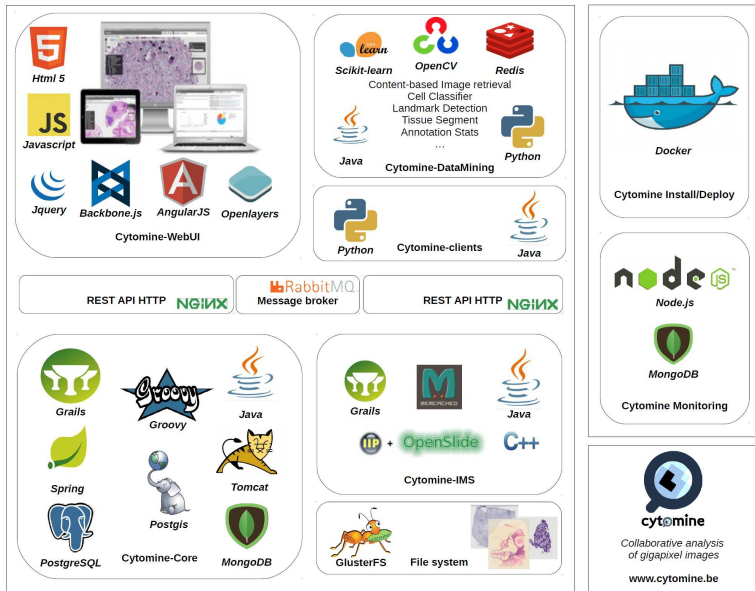 HTML
5
Html 5
JS
Javascript
Jquery
Backbone.js
AngularJS
Openlayers
Cytomine-WebUI
learn
Scikit-learn
OpenCV
Redis
Content-based Image retrieval
Cell Classifier
Landmark Detection
Tissue Segment
Annotation Stats
...
Java
Python
Cytomine-DataMining
Python
Cytomine-clients
Java
REST API HTTP NGINX
RabbitMQ
Message broker
REST API HTTP NGINX
Grails
Groovy
Groovy
Java
Spring
Postgis
Tomcat
PostgreSQL
Cytomine-Core
MongoDB
Grails
MEMCACHED
Java
IIP + OpenSlide C++
Cytomine-IMS
GlusterFS
File system
Docker
Cytomine Install/Deploy
node JS
Node.js
MongoDB
Cytomine Monitoring
cytomine
Collaborative analysis
of gigapixel images
www.cytomine.be